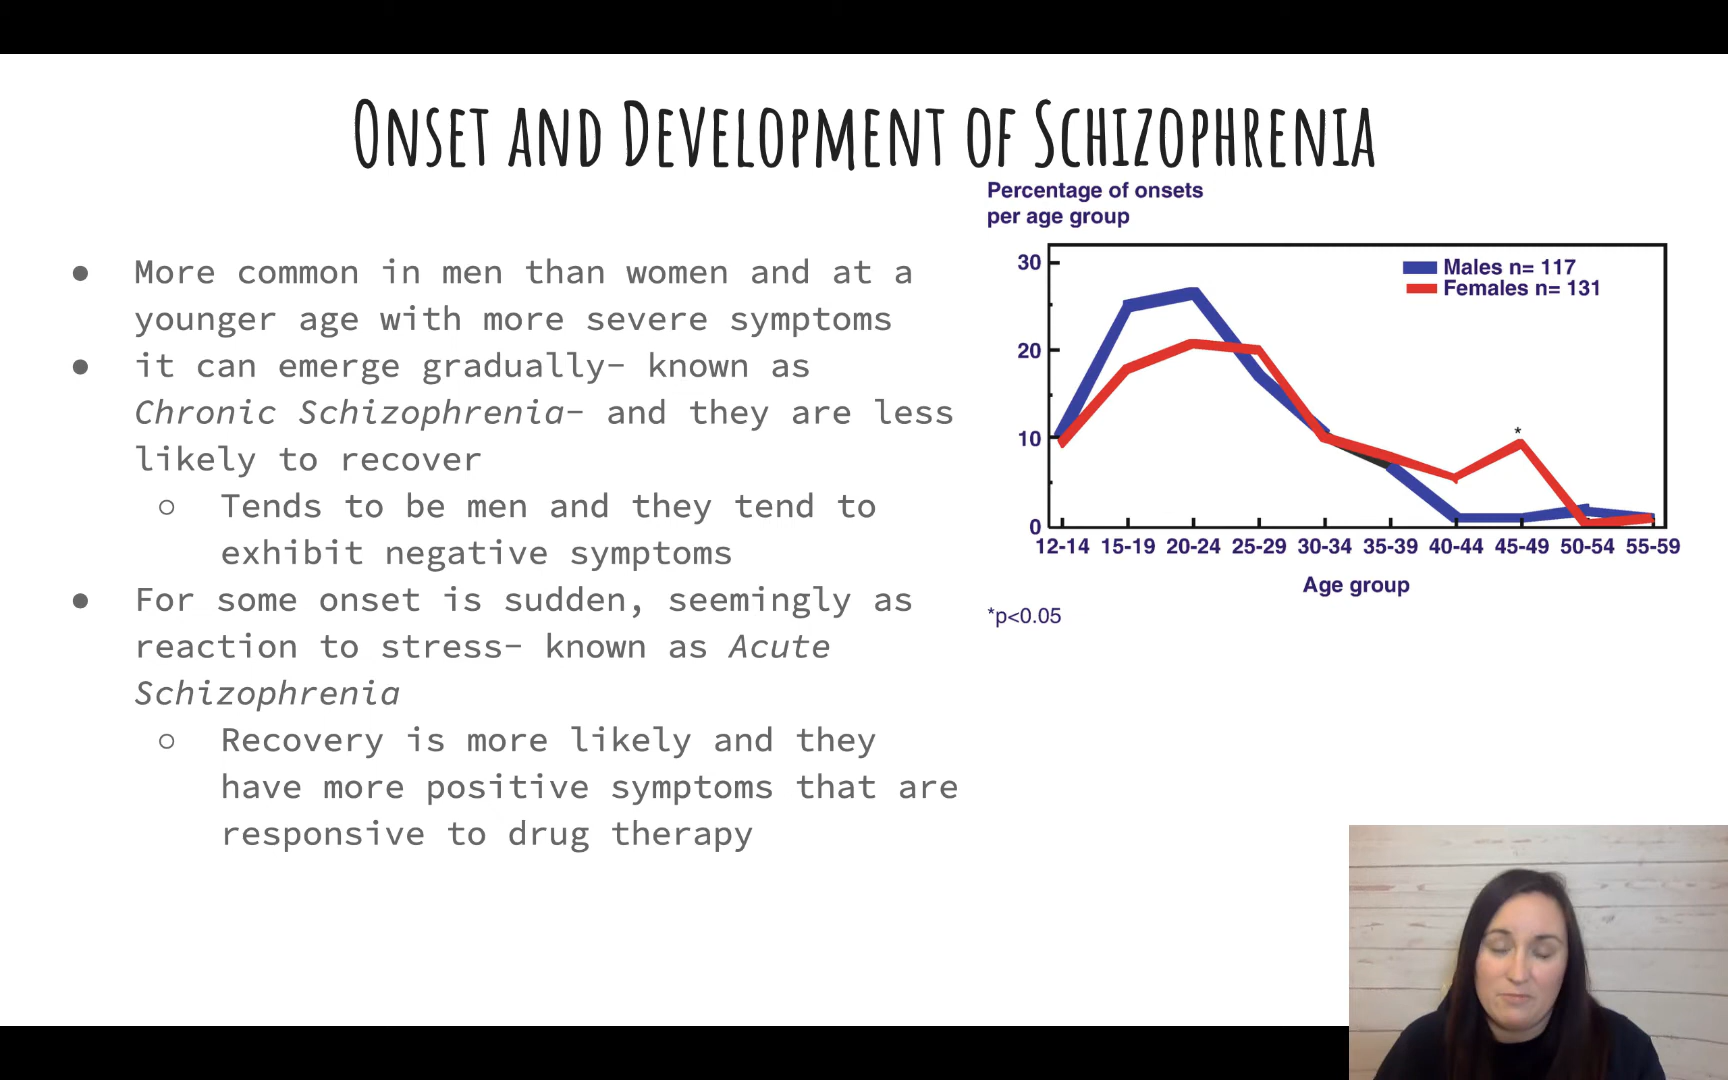 Onset and Development of Schizophrenia
● More common in men than women and at a
younger age with more severe symptoms
● it can emerge gradually– known as
Chronic Schizophrenia– and they are less
likely to recover
○ Tends to be men and they tend to
exhibit negative symptoms
● For some onset is sudden, seemingly as
reaction to stress– known as Acute
Schizophrenia
○ Recovery is more likely and they
have more positive symptoms that are
responsive to drug therapy
Percentage of onsets
per age group
30
20
10
0
Males n= 117
Females n= 131
*
12-14 15-19 20-24 25-29 30-34 35-39 40-44 45-49 50-54 55-59
Age group
*p<0.05